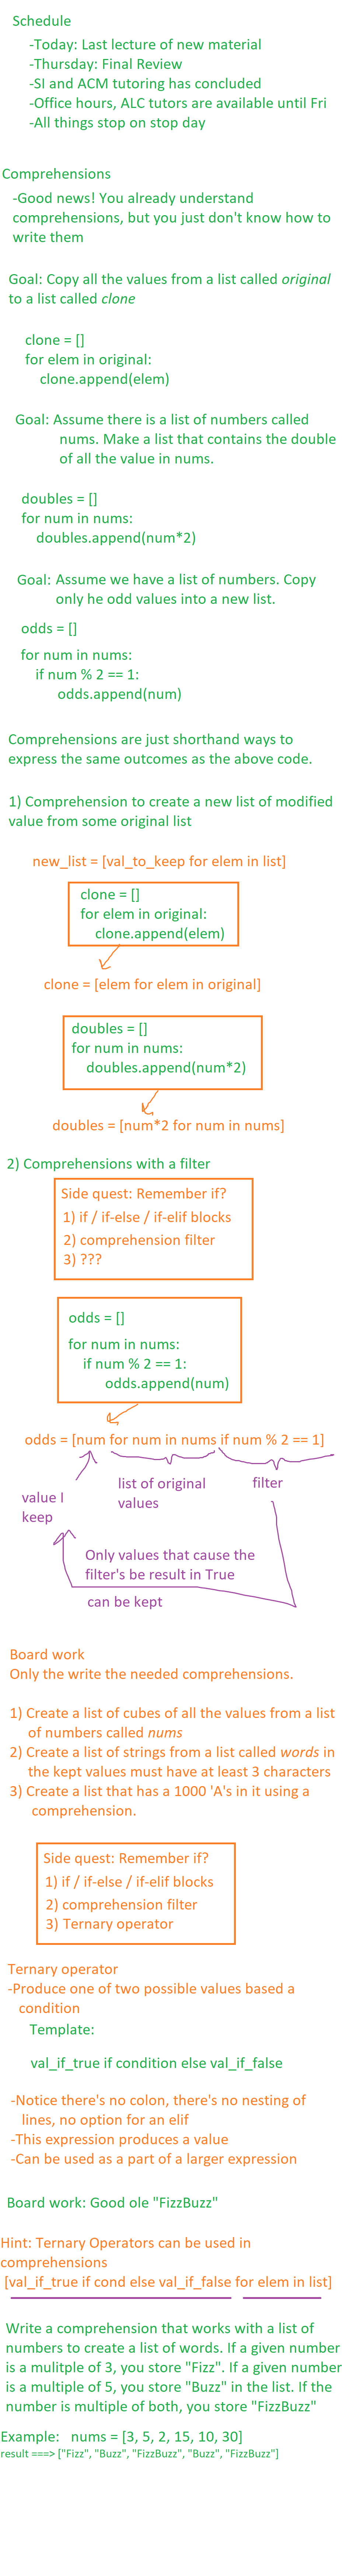 Schedule
-Today: Last lecture of new material
-Thursday: Final Review
-SI and ACM tutoring has concluded
-Office hours, ALC tutors are available until Fri
-All things stop on stop day
Comprehensions
-Good news! You already understand
comprehensions, but you just don't know how to
write them
Goal: Copy all the values from a list called original
to a list called clone
clone = []
for elem in original:
clone.append(elem)
Goal: Assume there is a list of numbers called
nums. Make a list that contains the double
of all the value in nums.
doubles = []
for num in nums:
doubles.append(num*2)
Goal: Assume we have a list of numbers. Copy
only he odd values into a new list.
odds = []
for num in nums:
if num % 2 == 1:
odds.append(num)
Comprehensions are just shorthand ways to
express the same outcomes as the above code.
1) Comprehension to create a new list of modified
value from some original list
new_list = [val_to_keep for elem in list]
clone = []
for elem in original:
clone.append(elem)
clone = [elem for elem in original]
doubles = []
for num in nums:
doubles.append(num*2)
doubles = [num*2 for num in nums]
2) Comprehensions with a filter
Side quest: Remember if?
1) if / if-else / if-elif blocks
2) comprehension filter
3) ???
odds = []
for num in nums:
if num % 2 == 1:
odds.append(num)
odds = [num for num in nums if num % 2 == 1]
value I
keep
list of original
values
filter
Only values that cause the
filter's be result in True
can be kept
Board work
Only the write the needed comprehensions.
1) Create a list of cubes of all the values from a list
of numbers called nums
2) Create a list of strings from a list called words in
the kept values must have at least 3 characters
3) Create a list that has a 1000 'A's in it using a
comprehension.
Side quest: Remember if?
1) if / if-else / if-elif blocks
2) comprehension filter
3) Ternary operator
Ternary operator
-Produce one of two possible values based a
condition
Template:
val_if_true if condition else val_if_false
-Notice there's no colon, there's no nesting of
lines, no option for an elif
-This expression produces a value
-Can be used as a part of a larger expression
Board work: Good ole "FizzBuzz"
Hint: Ternary Operators can be used in
comprehensions
[val_if_true if cond else val_if_false for elem in list]
Write a comprehension that works with a list of
numbers to create a list of words. If a given number
is a mulitple of 3, you store "Fizz". If a given number
is a multiple of 5, you store "Buzz" in the list. If the
number is multiple of both, you store "FizzBuzz"
Example: nums = [3, 5, 2, 15, 10, 30]
result ===> ["Fizz", "Buzz", "FizzBuzz", "Buzz", "FizzBuzz"]